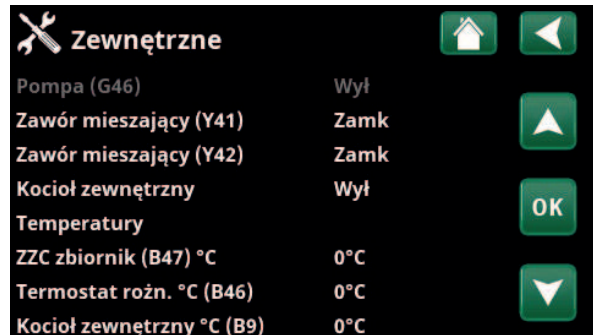 Zewnętrzne
Pompa (G46) Wył
Zawór mieszający (Y41) Zamk
Zawór mieszający (Y42) Zamk
Kocioł zewnętrzny Wył
Temperatury
ZZC zbiornik (B47) °C 0°C
Termostat rożn. °C (B46) 0°C
Kocioł zewnętrzny °C (B9) 0°C
OK